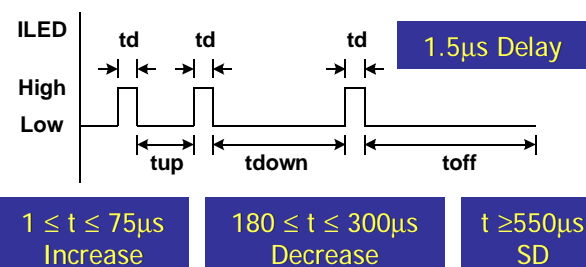 ILED
td td td
1.5μs Delay
High
Low
tup tdown toff
1 ≤ t ≤ 75μs
Increase
180 ≤ t ≤ 300μs
Decrease
t ≥550μs
SD